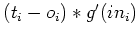 (t_i − o_i) * g′(in_i)